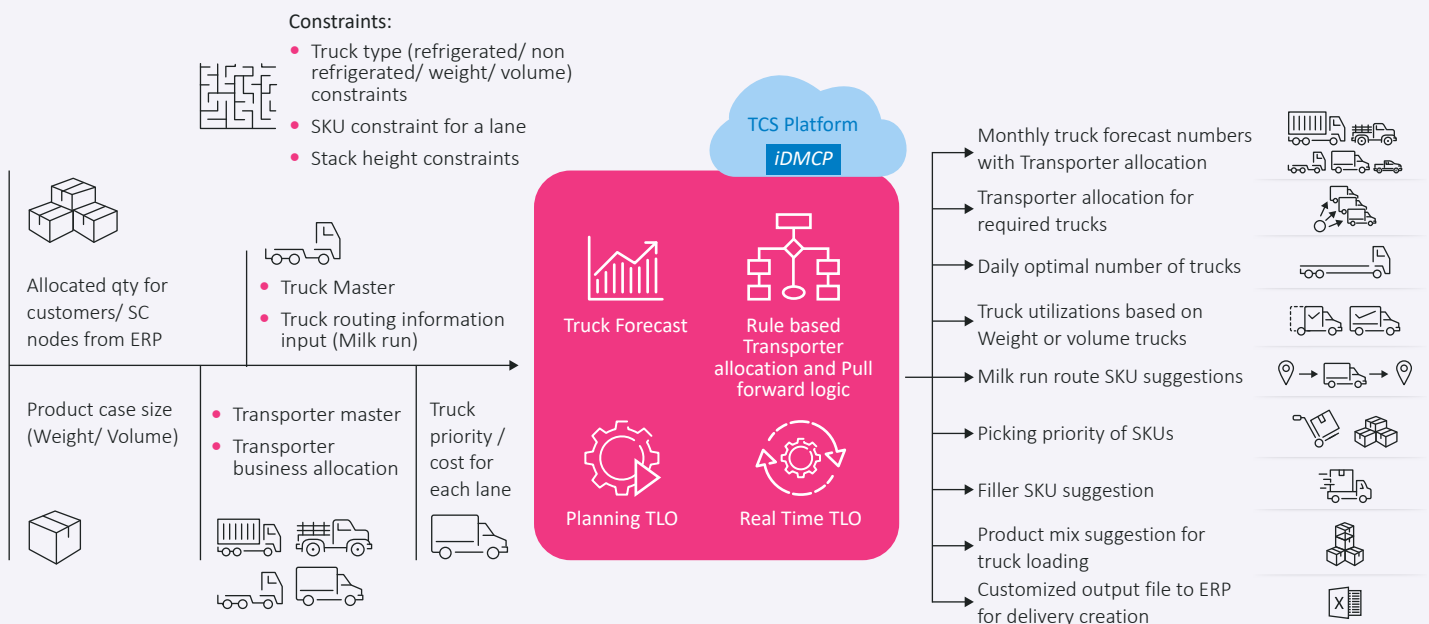 Constraints:
Truck type (refrigerated/ non
refrigerated/ weight/ volume)
constraints
SKU constraint for a lane
Stack height constraints
Allocated qty for
customers/ SC
nodes from ERP
Truck Master
Truck routing information
input (Milk run)
Product case size
(Weight/ Volume)
Transporter master
Transporter
business allocation
Truck
priority /
cost for
each lane
TCS Platform
iDMCP
Truck Forecast
Rule based
Transporter
allocation and Pull
forward logic
Planning TLO
Real Time TLO
Monthly truck forecast numbers
with Transporter allocation
Transporter allocation for
required trucks
Daily optimal number of trucks
Truck utilizations based on
Weight or volume trucks
Milk run route SKU suggestions
Picking priority of SKUs
Filler SKU suggestion
Product mix suggestion for
truck loading
Customized output file to ERP
for delivery creation
X